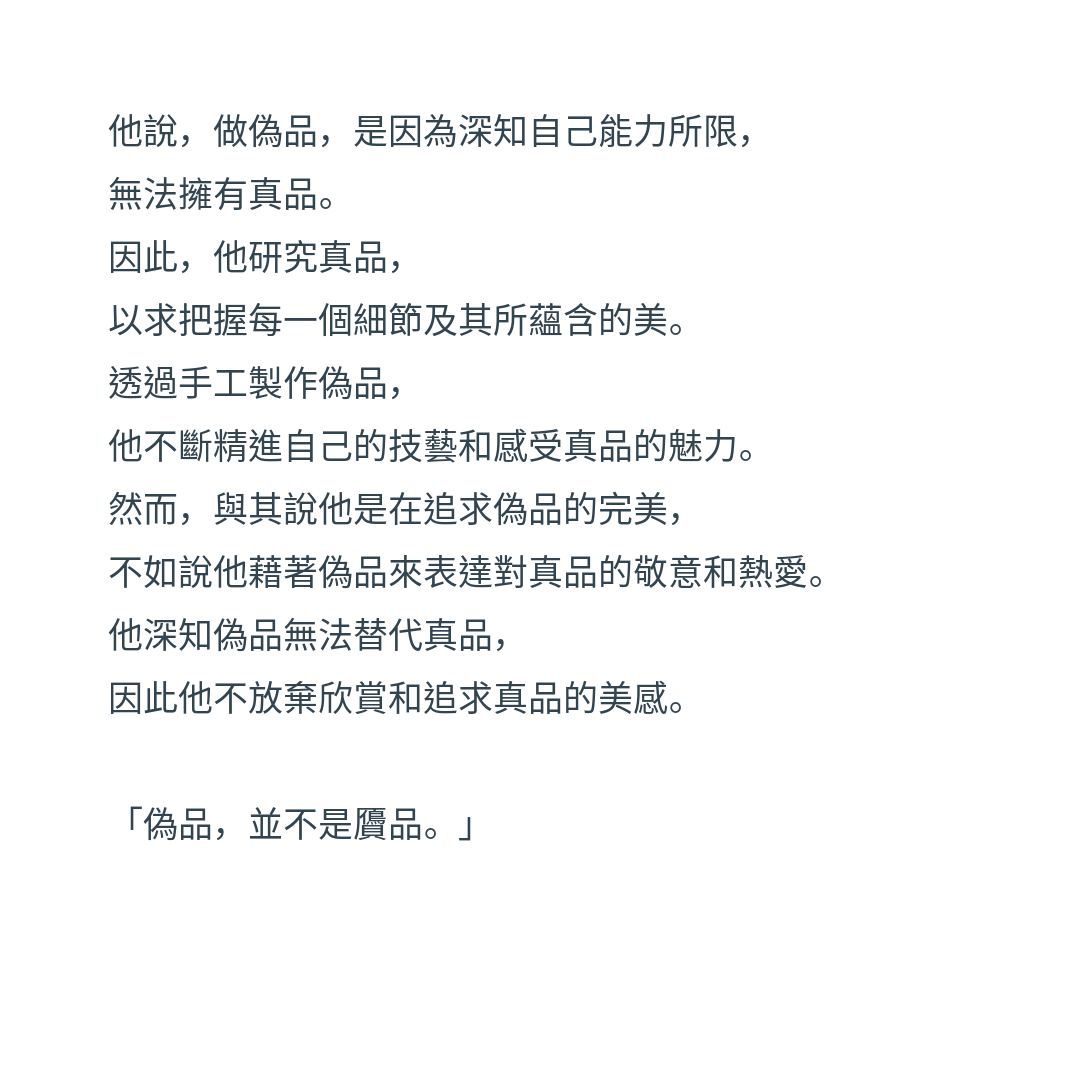 他說，做偽品，是因為深知自己能力所限，
無法擁有真品。
因此，他研究真品，
以求把握每一個細節及其所蘊含的美。
透過手工製作偽品，
他不斷精進自己的技藝和感受真品的魅力。
然而，與其說他是在追求偽品的完美，
不如說他藉著偽品來表達對真品的敬意和熱愛。
他深知偽品無法替代真品，
因此他不放棄欣賞和追求真品的美感。
「偽品，並不是贗品。」